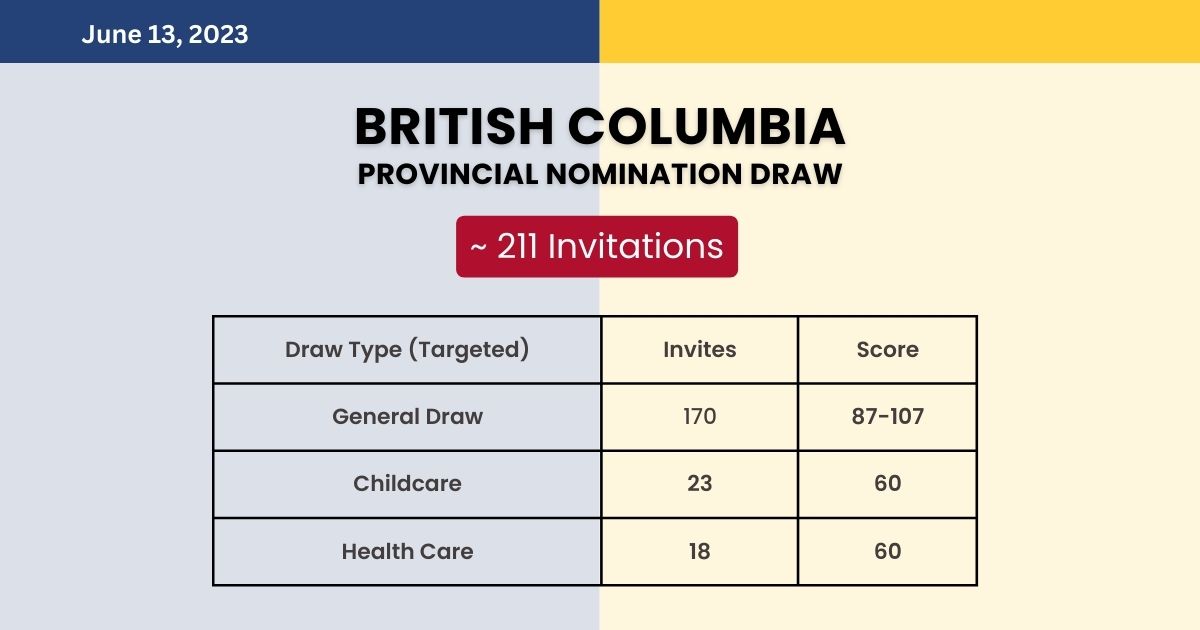 June 13, 2023
BRITISH COLUMBIA
PROVINCIAL NOMINATION DRAW
~ 211 Invitations
Draw Type (Targeted) Invites Score
General Draw 170 87-107
Childcare 23 60
Health Care 18 60